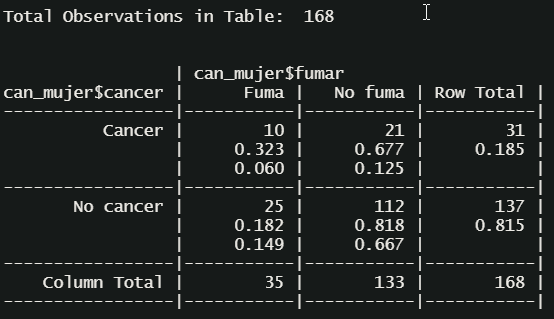 Total Observations in Table:  168
                | can_mujer$fumar
can_mujer$cancer |      Fuma |   No fuma | Row Total |
-----------------|-----------|-----------|-----------|
          Cancer |        10 |        21 |        31 |
                 |     0.323 |     0.677 |     0.185 |
                 |     0.060 |     0.125 |           |
-----------------|-----------|-----------|-----------|
       No cancer |        25 |       112 |       137 |
                 |     0.182 |     0.818 |     0.815 |
                 |     0.149 |     0.667 |           |
-----------------|-----------|-----------|-----------|
    Column Total |        35 |       133 |       168 |
-----------------|-----------|-----------|-----------|